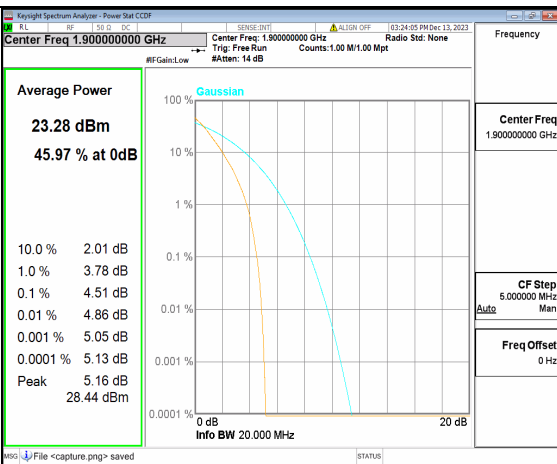 Keysight Spectrum Analyzer - Power Stat CCDF
RL RF 50 Ω DC SENSE:INT ALIGN OFF 03:24:05 PM Dec 13, 2023
Center Freq 1.900000000 GHz
Center Freq: 1.900000000 GHz Radio Std: None
Trig: Free Run Counts:1.00 M/1.00 Mpt
#IFGain:Low #Atten: 14 dB
Frequency
Average Power
23.28 dBm
45.97 % at 0dB
10.0 % 2.01 dB
1.0 % 3.78 dB
0.1 % 4.51 dB
0.01 % 4.86 dB
0.001 % 5.05 dB
0.0001 % 5.13 dB
Peak 5.16 dB
28.44 dBm
Gaussian
100 %
10 %
1 %
0.1 %
0.01 %
0.001 %
0.0001 %
0 dB 20 dB
Info BW 20.000 MHz
Center Freq
1.900000000 GHz
CF Step
5.000000 MHz
Auto Man
Freq Offset
0 Hz
MSG File <capture.png> saved STATUS